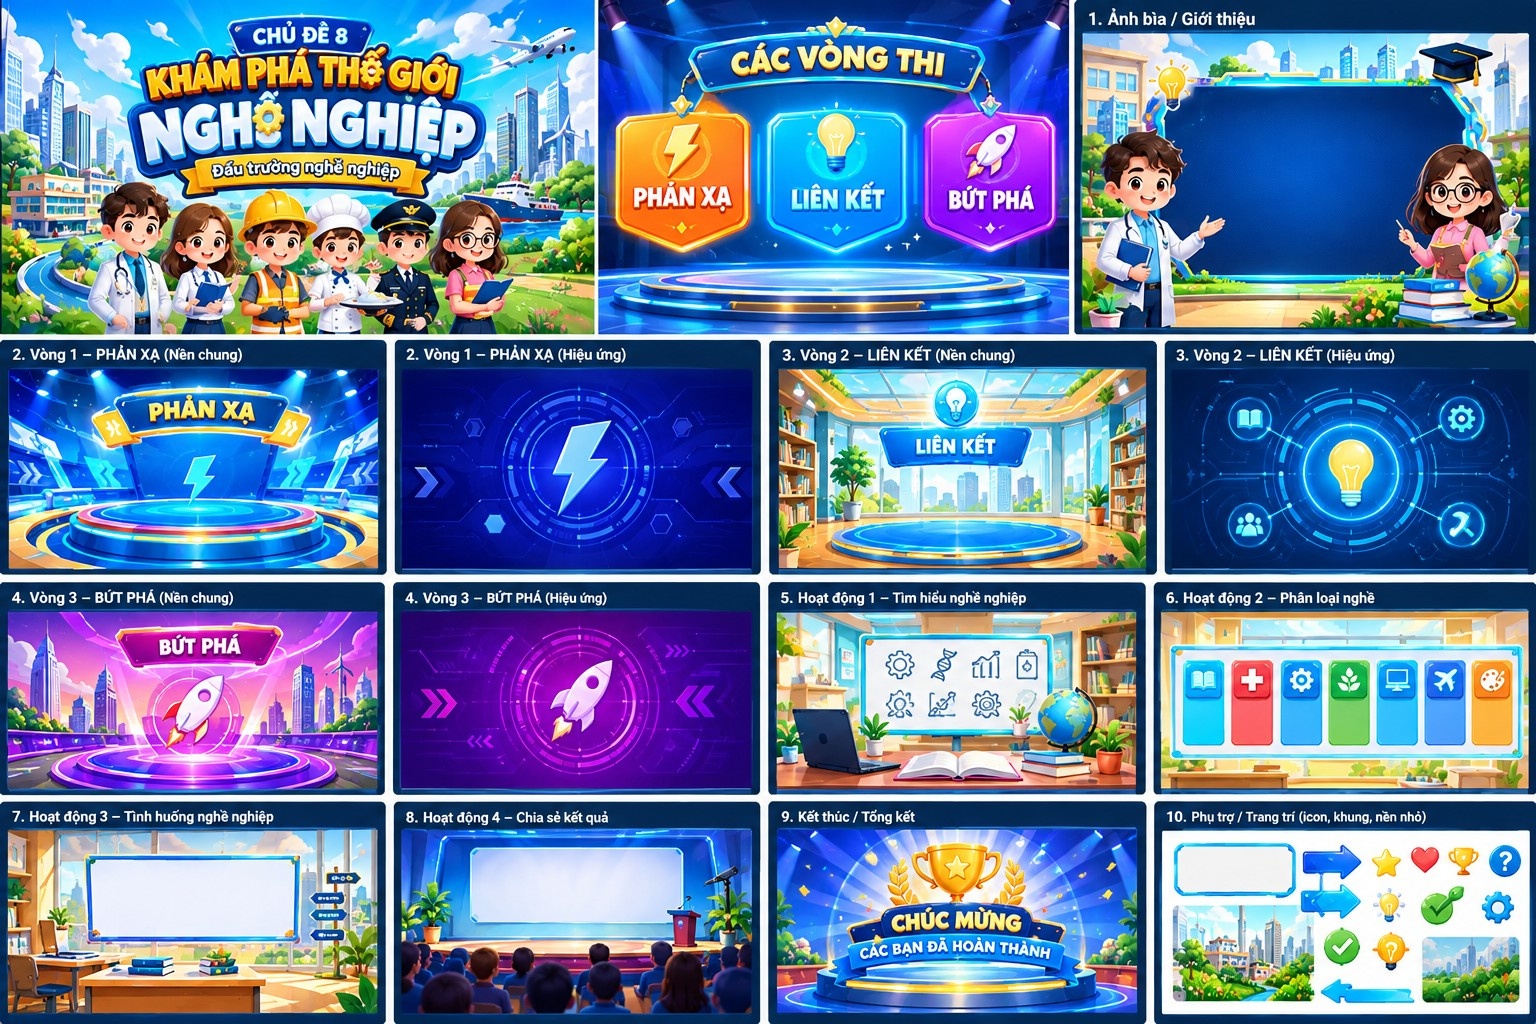 CHỦ ĐỀ 8
KHÁM PHÁ THẾ GIỚI
NGHỀ NGHIỆP
Đấu trường nghề nghiệp
CÁC VÒNG THI
PHẢN XẠ
LIÊN KẾT
BỨT PHÁ
1. Ảnh bìa / Giới thiệu
2. Vòng 1 – PHẢN XẠ (Nền chung)
PHẢN XẠ
2. Vòng 1 – PHẢN XẠ (Hiệu ứng)
3. Vòng 2 – LIÊN KẾT (Nền chung)
LIÊN KẾT
3. Vòng 2 – LIÊN KẾT (Hiệu ứng)
4. Vòng 3 – BỨT PHÁ (Nền chung)
BỨT PHÁ
4. Vòng 3 – BỨT PHÁ (Hiệu ứng)
5. Hoạt động 1 – Tìm hiểu nghề nghiệp
6. Hoạt động 2 – Phân loại nghề
7. Hoạt động 3 – Tình huống nghề nghiệp
8. Hoạt động 4 – Chia sẻ kết quả
9. Kết thúc / Tổng kết
CHÚC MỪNG
CÁC BẠN ĐÃ HOÀN THÀNH
10. Phụ trợ / Trang trí (icon, khung, nền nhỏ)